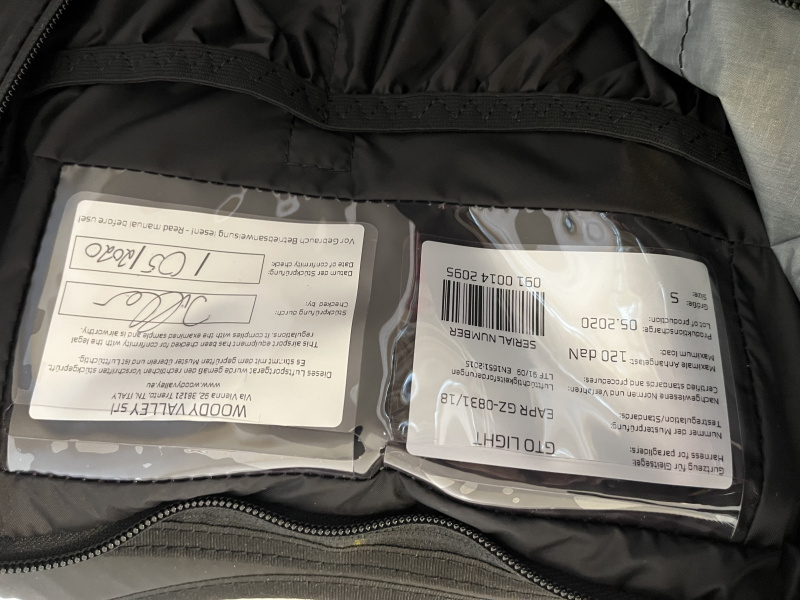 WOODY VALLEY srl
Via Vienna 92, 38121 Trento, TN, ITALY
www.woodyvalley.eu
Dieses Luftsportgerät wurde gemäß den rechtlichen Vorschriften stückgeprüft.
Es stimmt mit dem geprüften Muster überein und ist lufttüchtig.
This airsport equipment has been checked for conformity with the legal
regulations. It complies with the examined sample and is airworthy.
Stückprüfung durch:
Checked by:
Datum der Stückprüfung:
Date of conformity check:
1 05/2020
Vor Gebrauch Betriebsanweisung lesen! - Read manual before use!
Gurtzeug für Gleitsegel:
Harness for paragliders:
GTO LIGHT
Nummer der Musterprüfung:
Testregulation/Standards:
EAPR GZ-0831/18
Nachgewiesene Normen und Verfahren:
Certified standards and procedures:
Lufttüchtigkeitsforderungen
LTF 91/09 EN1651:2015
Maximale Anhängelast:
Maximum load:
120 daN
Produktionscharge:
Lot of production:
05.2020
Größe:
Size:
S
SERIAL NUMBER
091 0014 2095